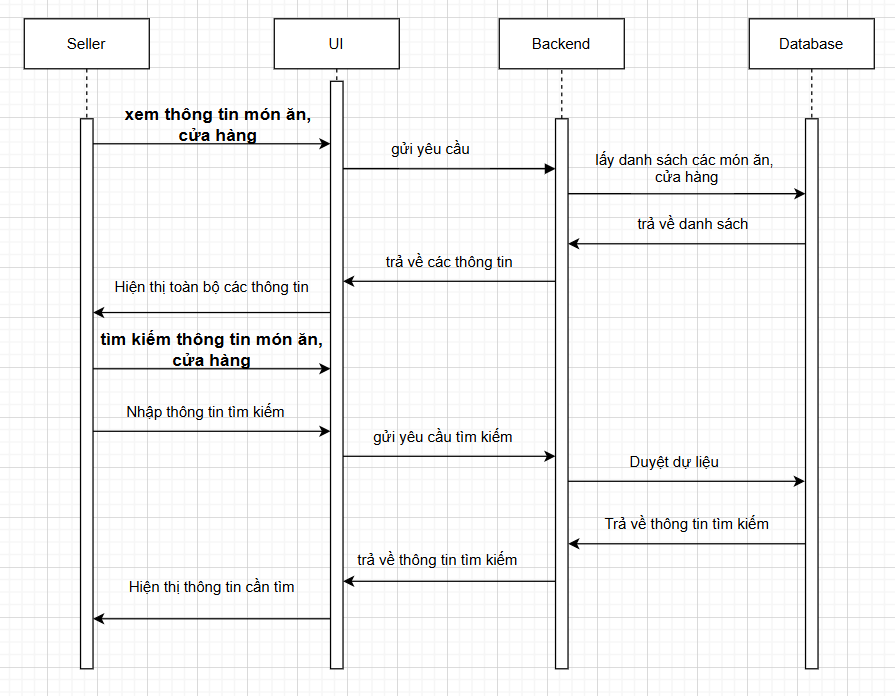 Seller
UI
Backend
Database
xem thông tin món ăn,
cửa hàng
gửi yêu cầu
lấy danh sách các món ăn,
cửa hàng
trả về danh sách
trả về các thông tin
Hiện thị toàn bộ các thông tin
tìm kiếm thông tin món ăn,
cửa hàng
Nhập thông tin tìm kiếm
gửi yêu cầu tìm kiếm
Duyệt dự liệu
Trả về thông tin tìm kiếm
trả về thông tin tìm kiếm
Hiện thị thông tin cần tìm